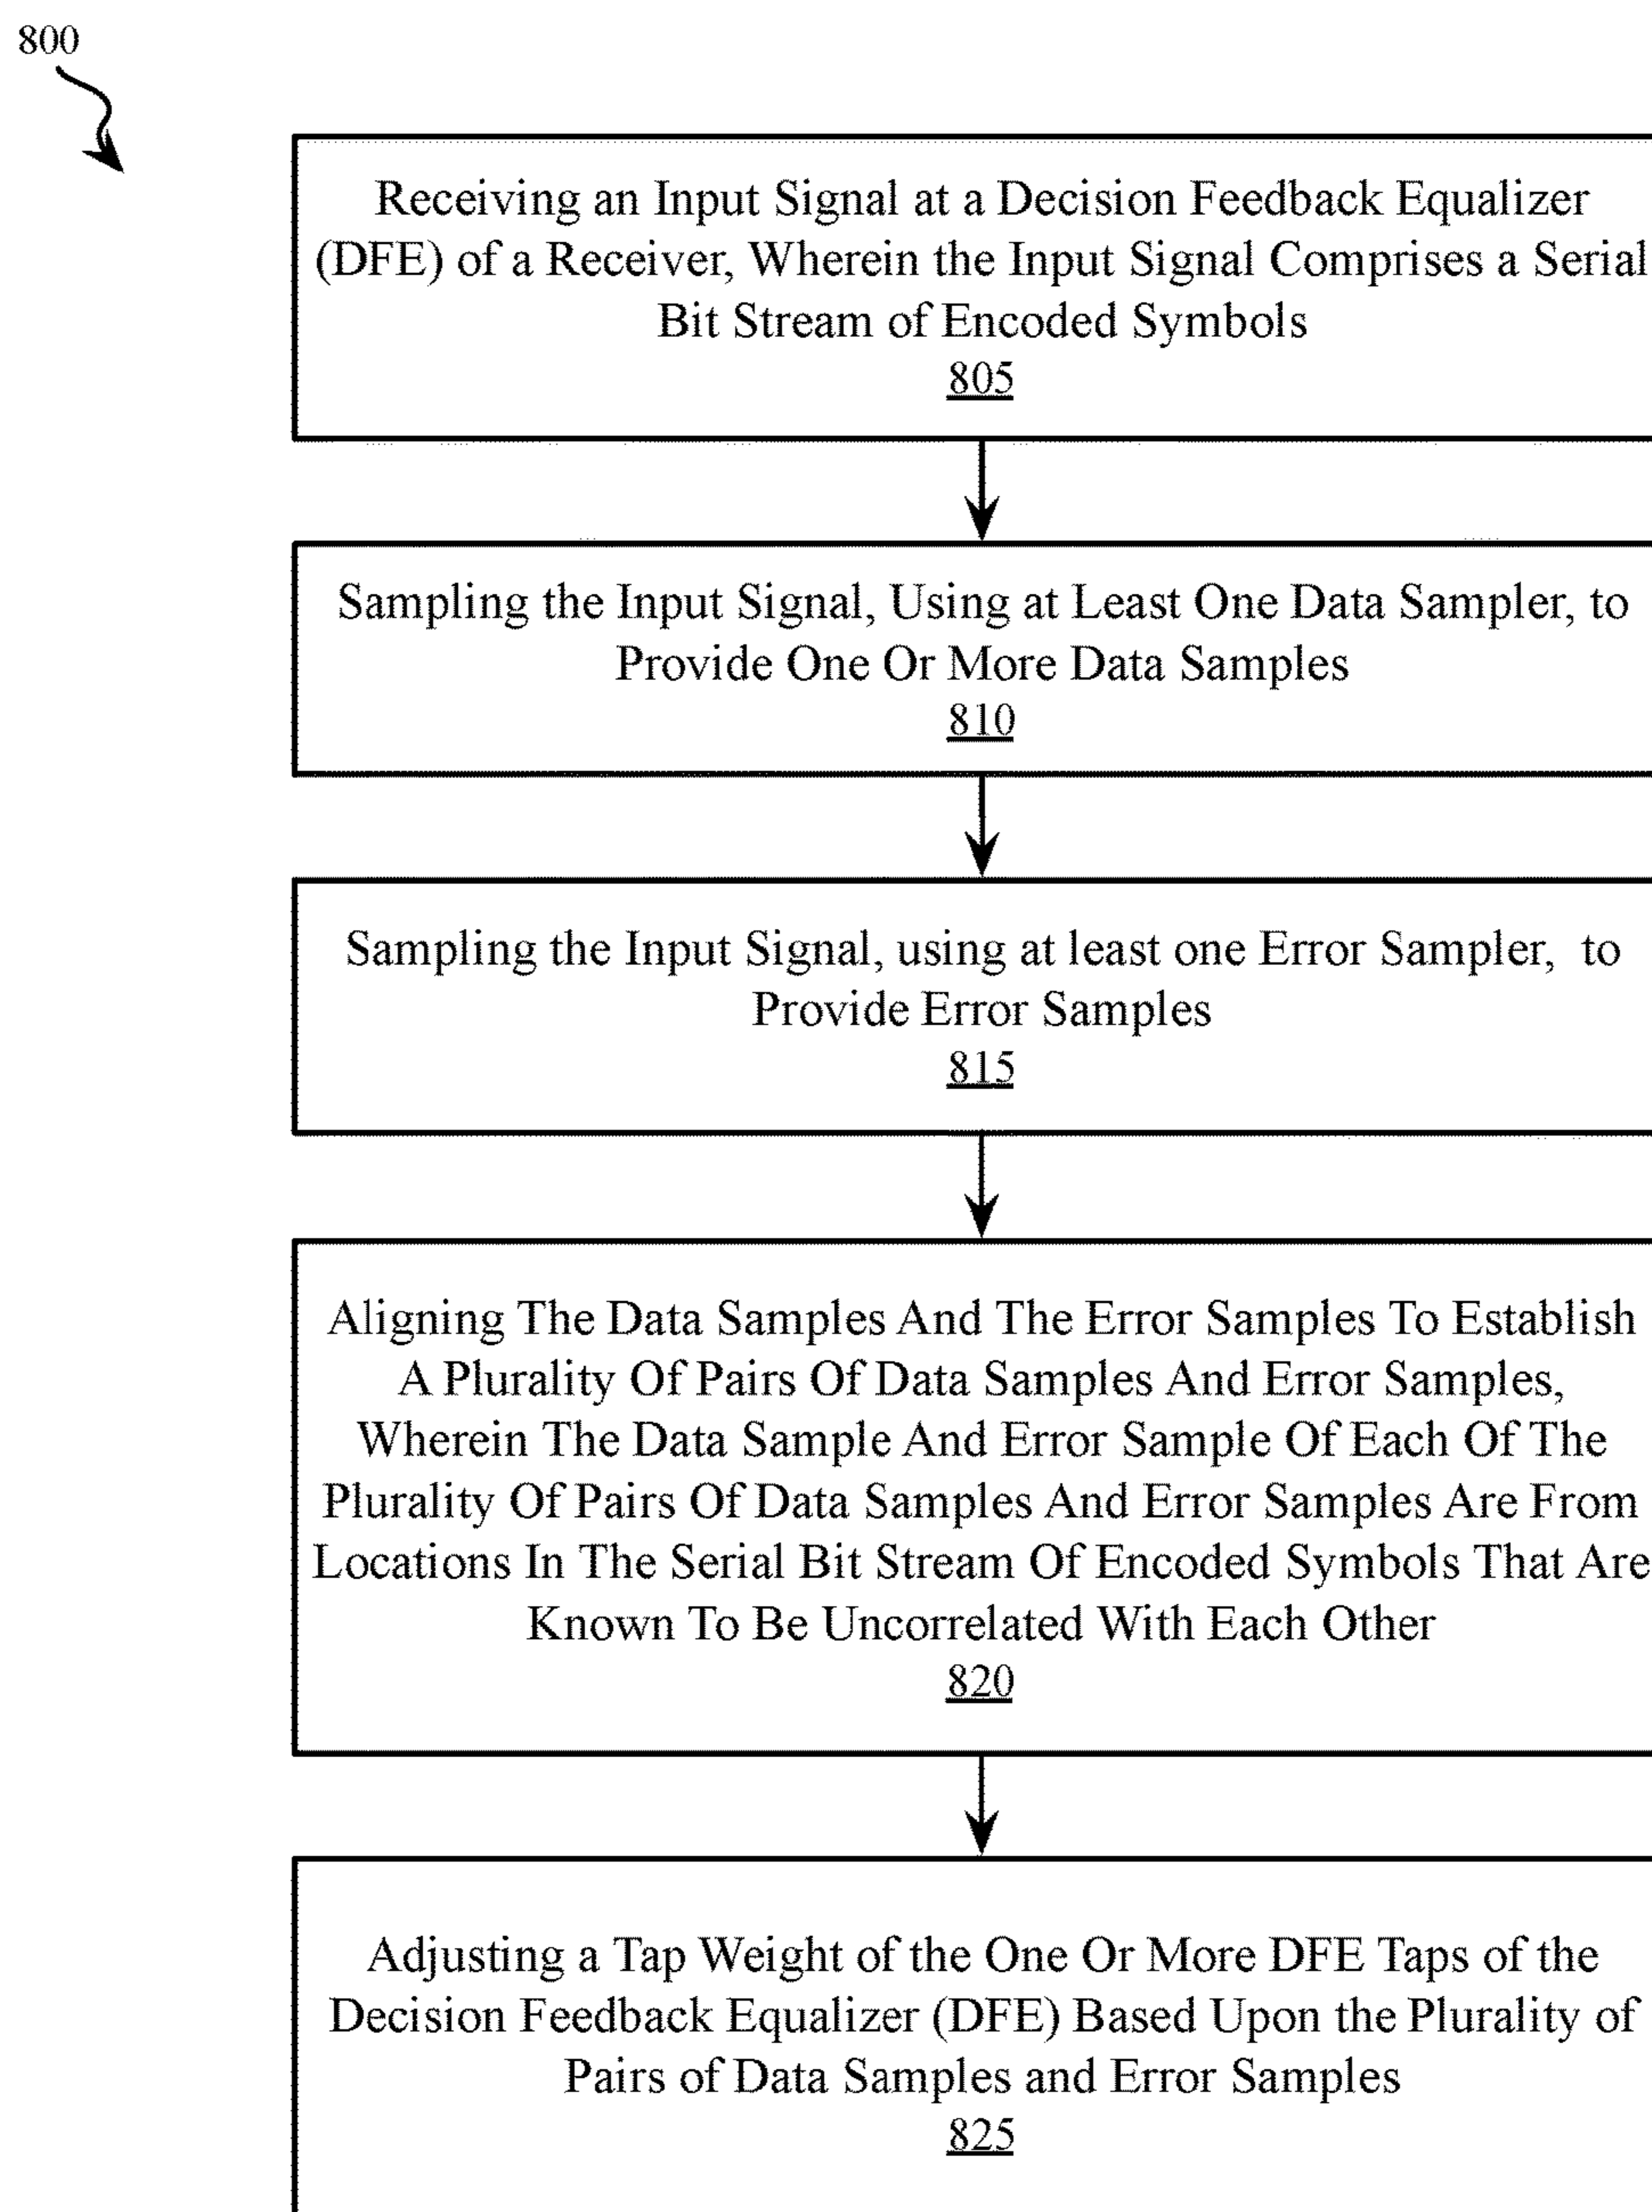 800
Receiving an Input Signal at a Decision Feedback Equalizer
(DFE) of a Receiver, Wherein the Input Signal Comprises a Serial
Bit Stream of Encoded Symbols
805
Sampling the Input Signal, Using at Least One Data Sampler, to
Provide One Or More Data Samples
810
Sampling the Input Signal, using at least one Error Sampler, to
Provide Error Samples
815
Aligning The Data Samples And The Error Samples To Establish
A Plurality Of Pairs Of Data Samples And Error Samples,
Wherein The Data Sample And Error Sample Of Each Of The
Plurality Of Pairs Of Data Samples And Error Samples Are From
Locations In The Serial Bit Stream Of Encoded Symbols That Are
Known To Be Uncorrelated With Each Other
820
Adjusting a Tap Weight of the One Or More DFE Taps of the
Decision Feedback Equalizer (DFE) Based Upon the Plurality of
Pairs of Data Samples and Error Samples
825